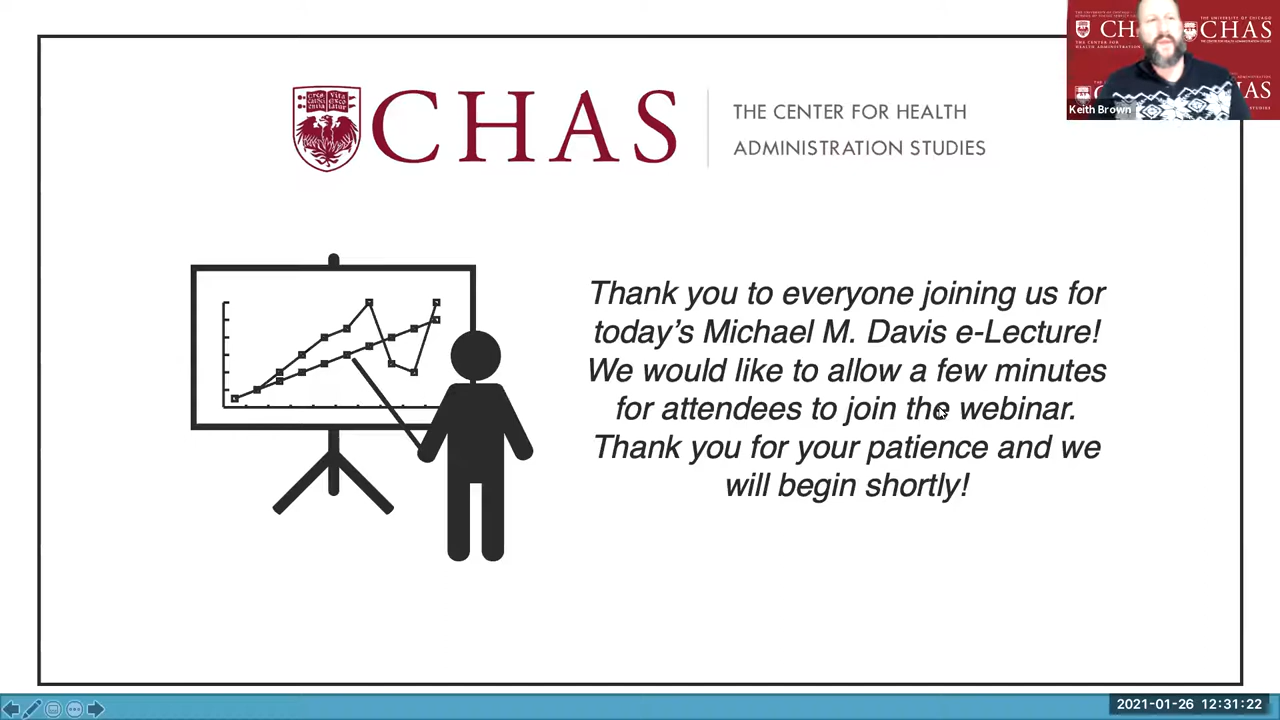 CHAS
THE CENTER FOR HEALTH
ADMINISTRATION STUDIES
Thank you to everyone joining us for
today's Michael M. Davis e-Lecture!
We would like to allow a few minutes
for attendees to join the webinar.
Thank you for your patience and we
will begin shortly!
CHAS
Keith Brown
2021-01-26 12:31:22